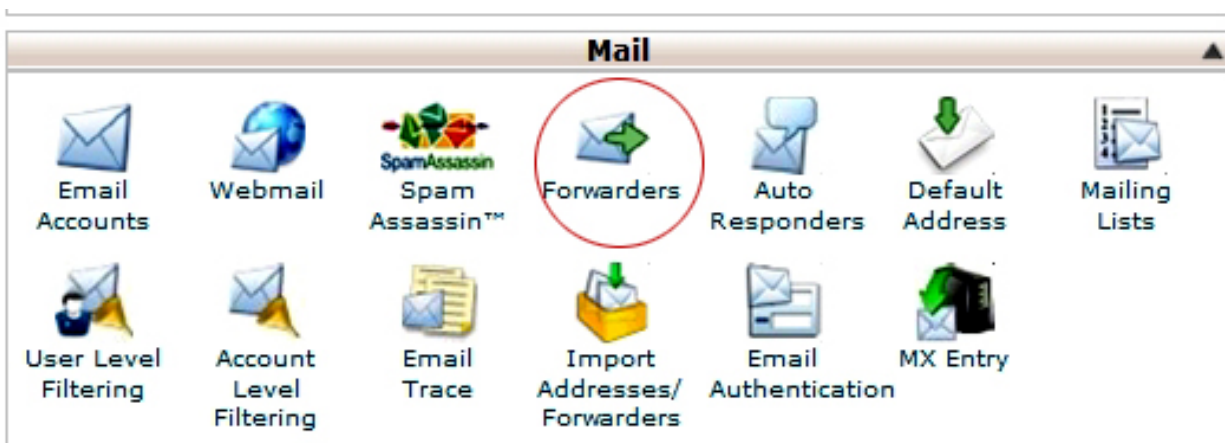 Mail
Email
Accounts
Webmail
SpamAssassin
Spam
Assassin™
Forwarders
Auto
Responders
Default
Address
Mailing
Lists
User Level
Filtering
Account
Level
Filtering
Email
Trace
Import
Addresses/
Forwarders
Email
Authentication
MX Entry